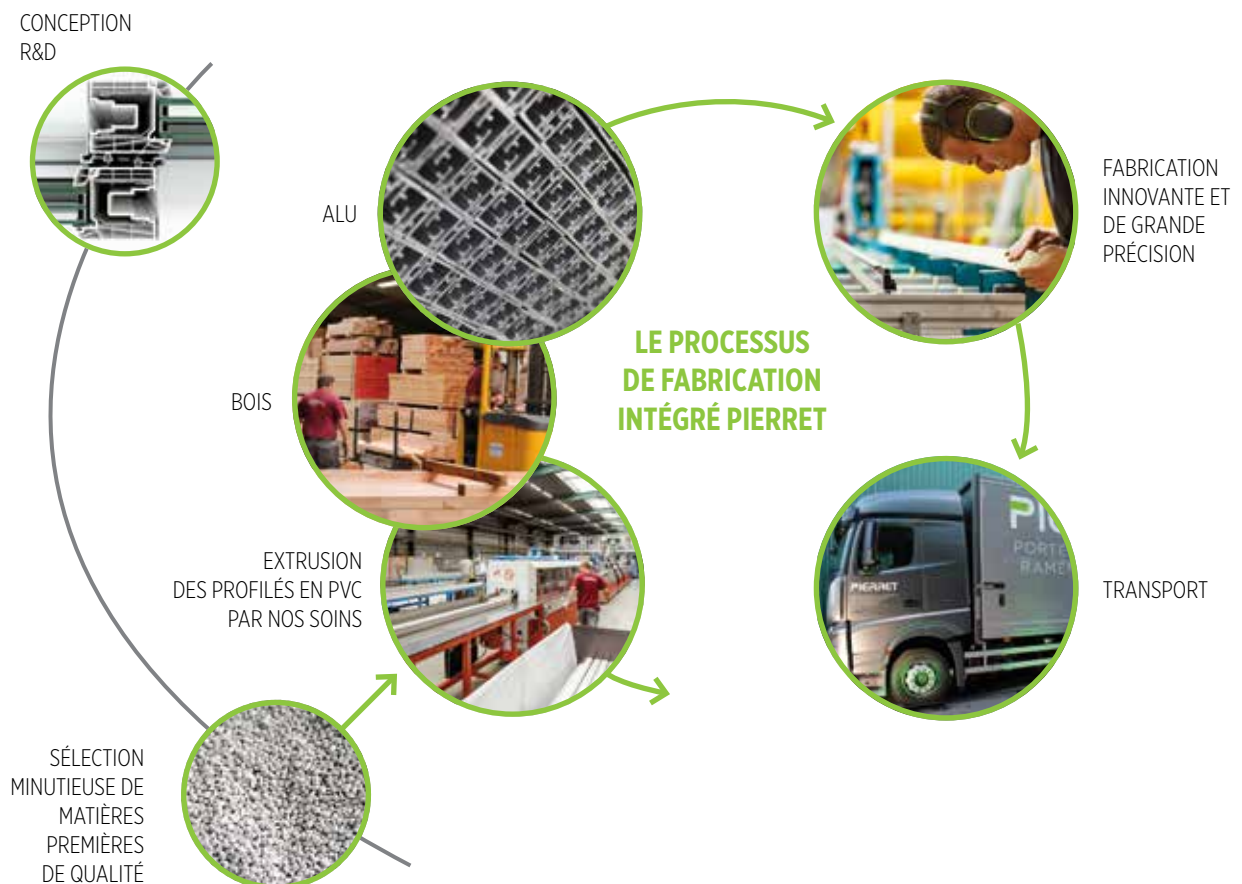 CONCEPTION
R&D
ALU
FABRICATION
INNOVANTE ET
DE GRANDE
PRÉCISION
LE PROCESSUS
DE FABRICATION
INTÉGRÉ PIERRET
BOIS
EXTRUSION
DES PROFILÉS EN PVC
PAR NOS SOINS
PIERRET
TRANSPORT
SÉLECTION
MINUTIEUSE DE
MATIÈRES
PREMIÈRES
DE QUALITÉ